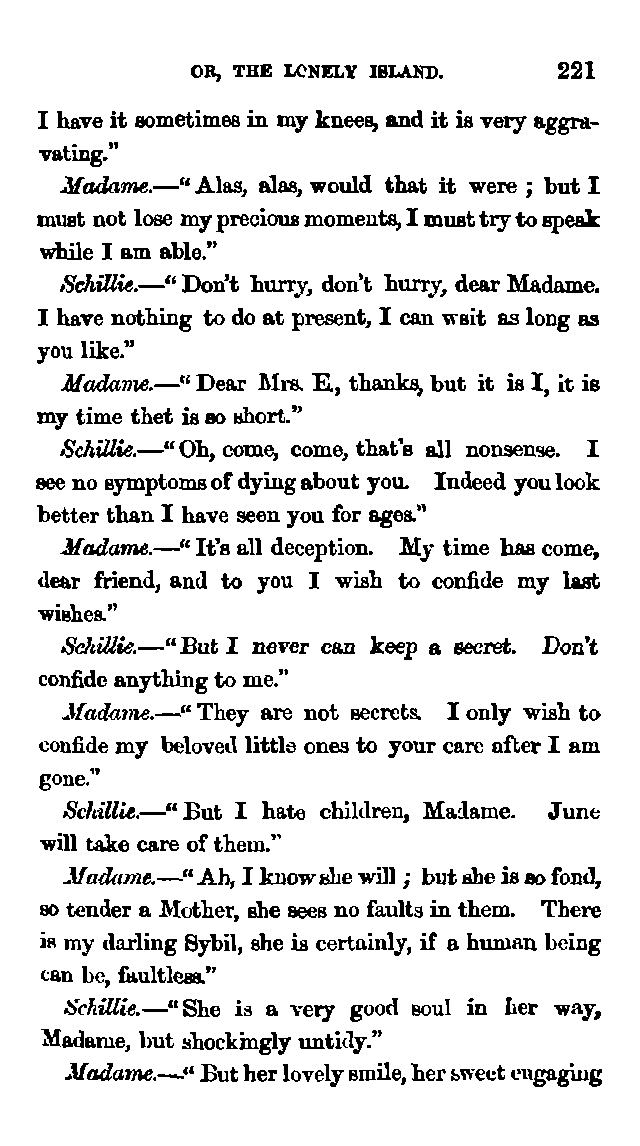 OR, THE LONELY ISLAND. 221
I have it sometimes in my knees, and it is very aggra-
vating."
Madame.—"Alas, alas, would that it were ; but I
must not lose my precious moments, I must try to speak
while I am able."
Schillie.—"Don't hurry, don't hurry, dear Madame.
I have nothing to do at present, I can wait as long as
you like."
Madame.—"Dear Mrs. E., thanks, but it is I, it is
my time thet is so short."
Schillie.—"Oh, come, come, that's all nonsense. I
see no symptoms of dying about you. Indeed you look
better than I have seen you for ages."
Madame.—"It's all deception. My time has come,
dear friend, and to you I wish to confide my last
wishes."
Schillie.—"But I never can keep a secret. Don't
confide anything to me."
Madame.—"They are not secrets. I only wish to
confide my beloved little ones to your care after I am
gone."
Schillie.—"But I hate children, Madame. June
will take care of them."
Madame.—"Ah, I know she will ; but she is so fond,
so tender a Mother, she sees no faults in them. There
is my darling Sybil, she is certainly, if a human being
can be, faultless."
Schillie.—"She is a very good soul in her way,
Madame, but shockingly untidy."
Madame.—"But her lovely smile, her sweet engaging